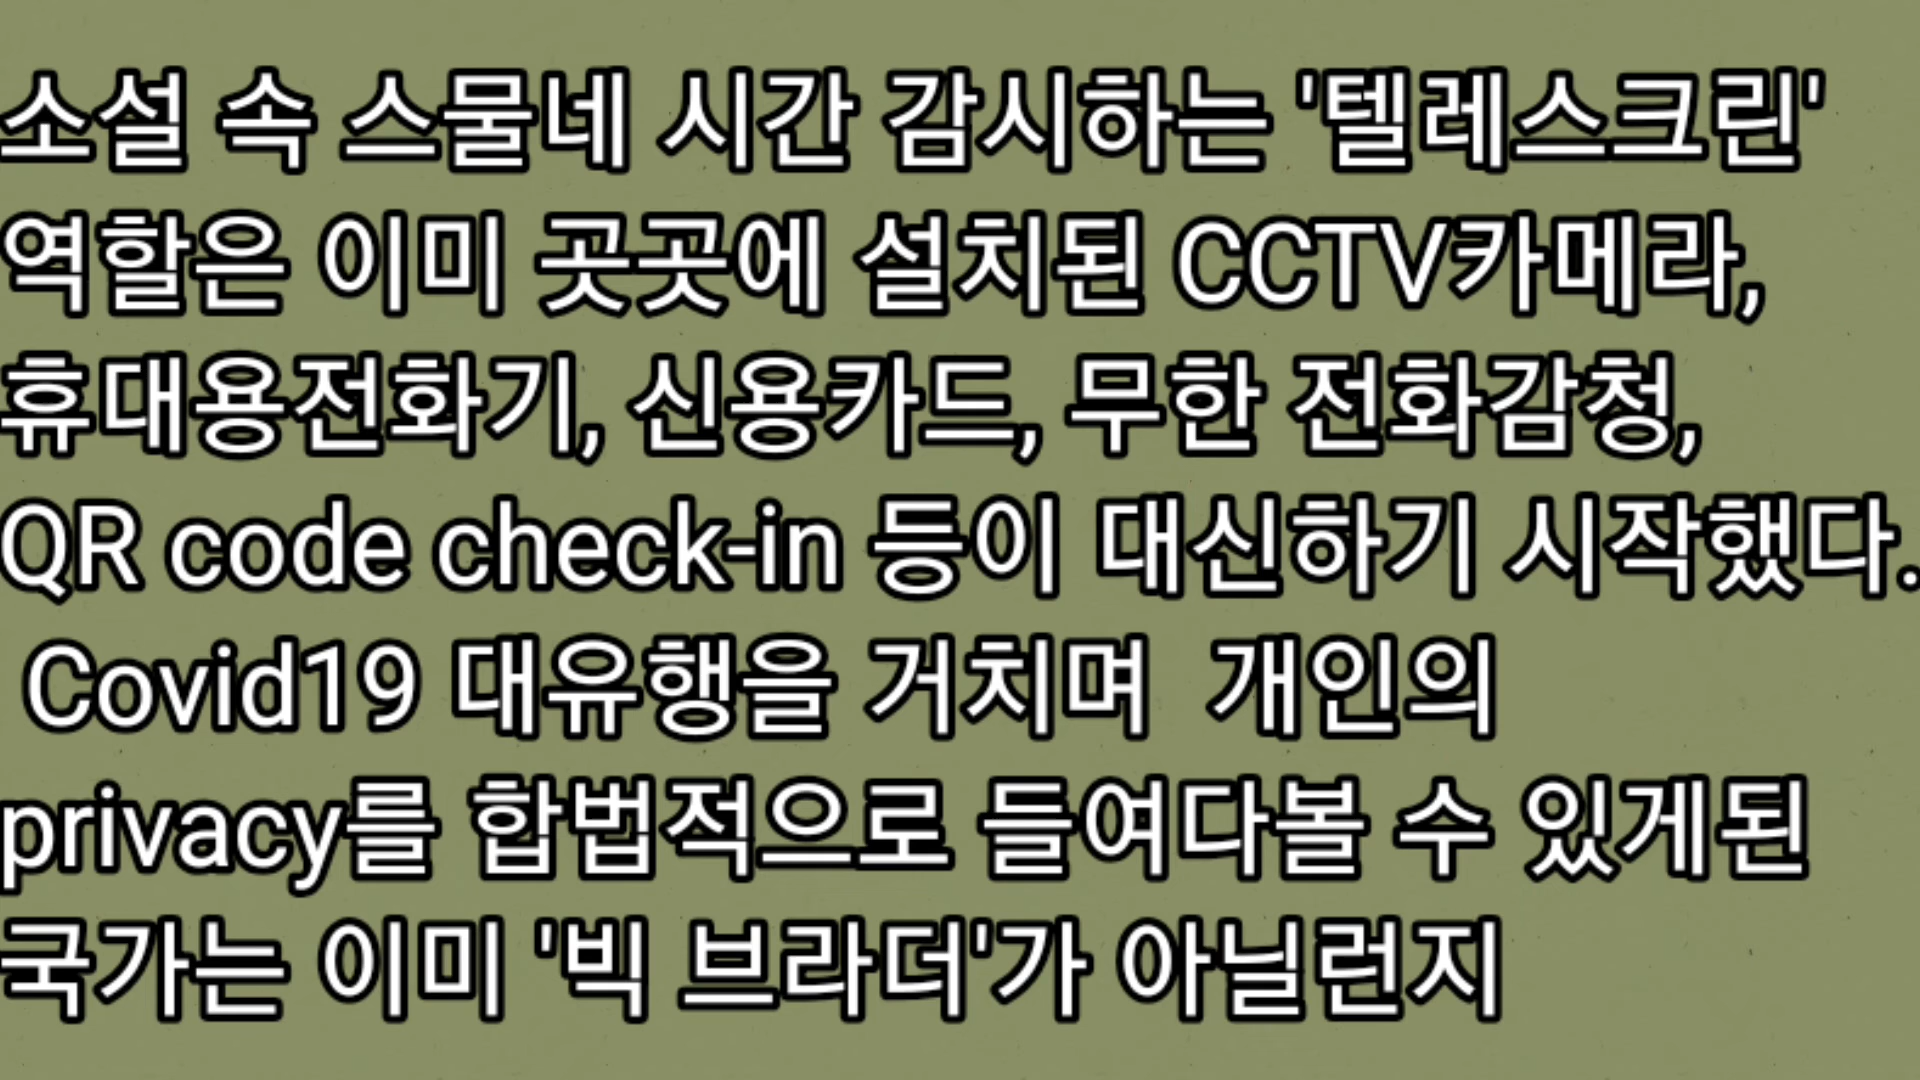 소설 속 스물네 시간 감시하는 '텔레스크린'
역할은 이미 곳곳에 설치된 CCTV카메라,
휴대용전화기, 신용카드, 무한 전화감청,
QR code check-in 등이 대신하기 시작했다.
Covid19 대유행을 거치며  개인의
privacy를 합법적으로 들여다볼 수 있게된
국가는 이미 '빅 브라더'가 아닐런지